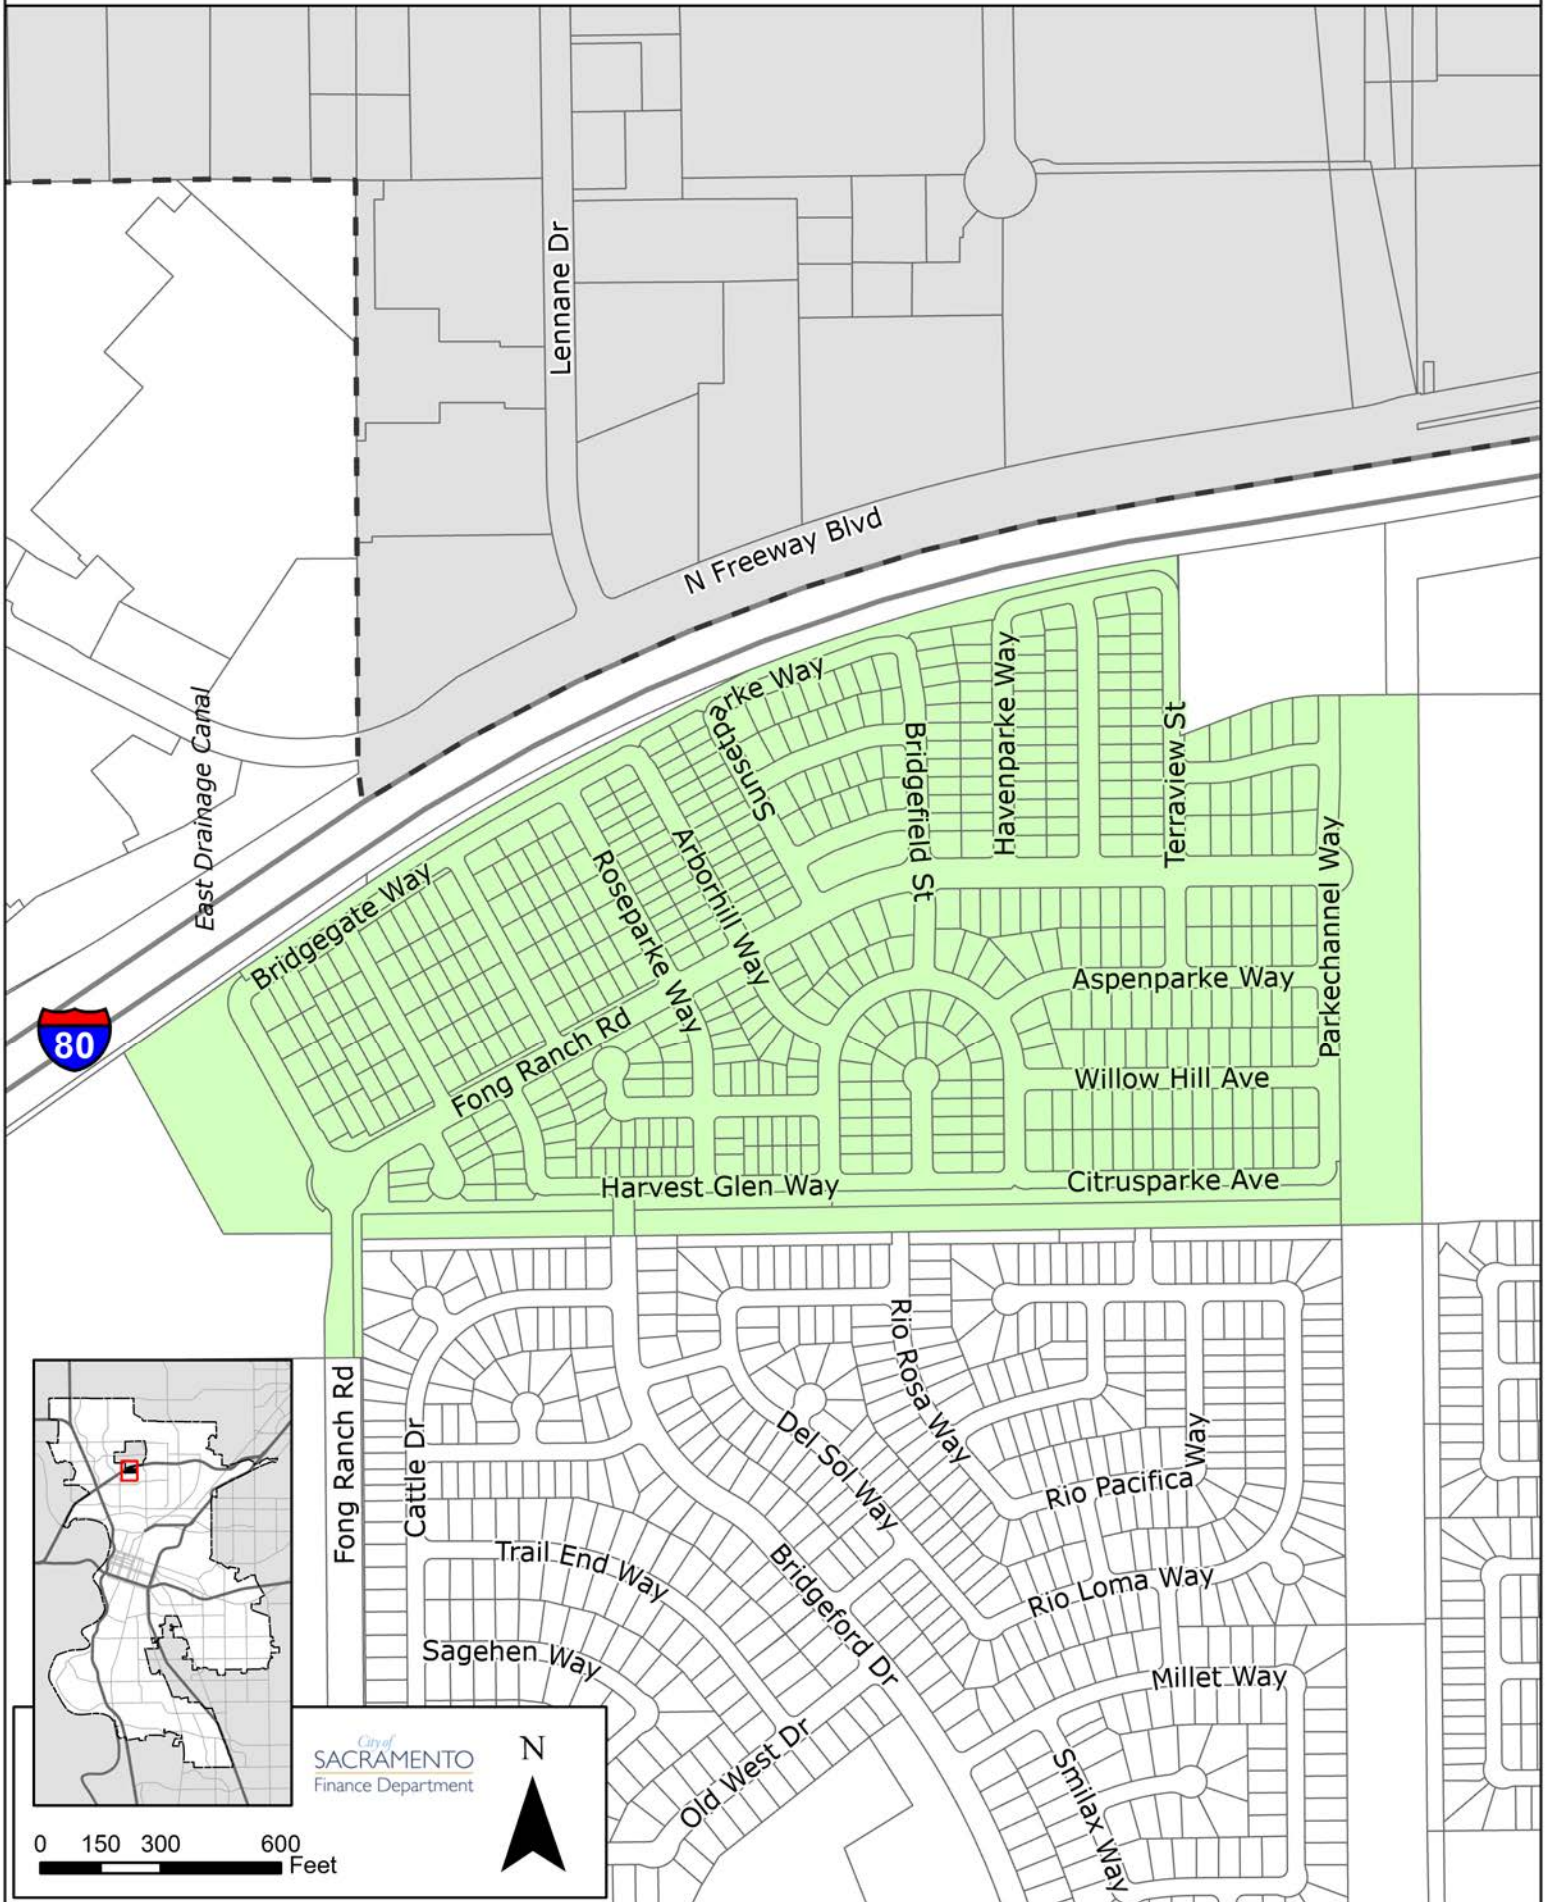 Lennane Dr
N Freeway Blvd
East Drainage Canal
Sunsetparke Way
Bridgefield St
Havenparke Way
Terraview St
Parkechannel Way
Arborhill Way
Roseparke Way
Bridgegate Way
Fong Ranch Rd
Aspenparke Way
Willow Hill Ave
Citrusparke Ave
Harvest Glen Way
80
Fong Ranch Rd
Cattle Dr
Rio Rosa Way
Del Sol Way
Rio Pacifica Way
Rio Loma Way
Trail End Way
Bridgeford Dr
Sagehen Way
Millet Way
Old West Dr
Smilax Way
City of
SACRAMENTO
Finance Department
N
0 150 300 600
Feet